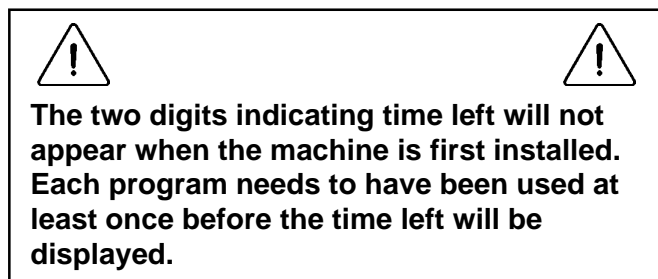 The two digits indicating time left will not
appear when the machine is first installed.
Each program needs to have been used at
least once before the time left will be
displayed.